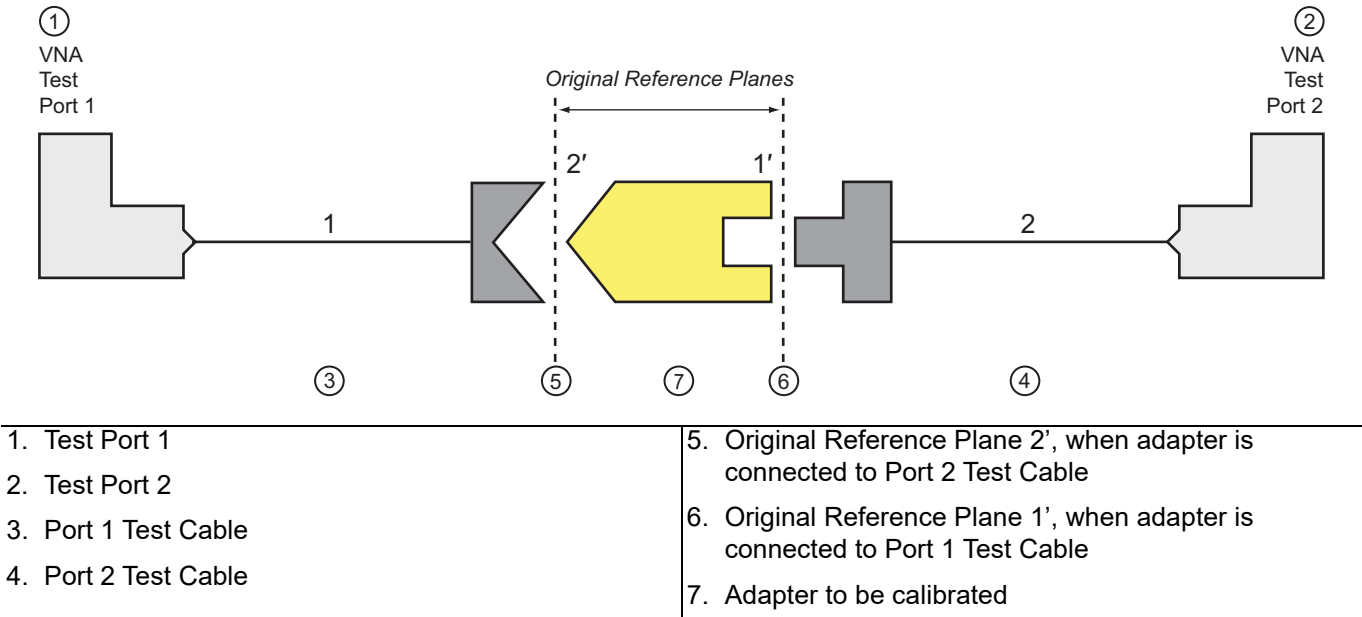 ① ②
VNA VNA
Test Test
Port 1 Port 2
Original Reference Planes
2′ 1′
1 2
③ ⑤ ⑦ ⑥ ④
1. Test Port 1
2. Test Port 2
3. Port 1 Test Cable
4. Port 2 Test Cable
5. Original Reference Plane 2’, when adapter is
connected to Port 2 Test Cable
6. Original Reference Plane 1’, when adapter is
connected to Port 1 Test Cable
7. Adapter to be calibrated